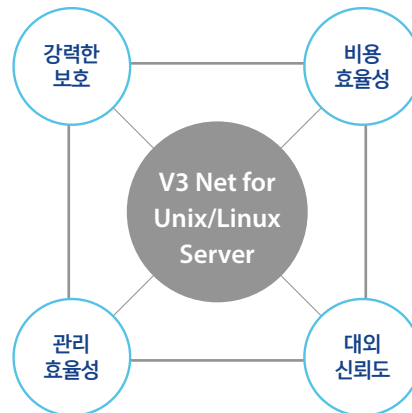 강력한
보호
비용
효율성
V3 Net for
Unix/Linux
Server
관리
효율성
대외
신뢰도